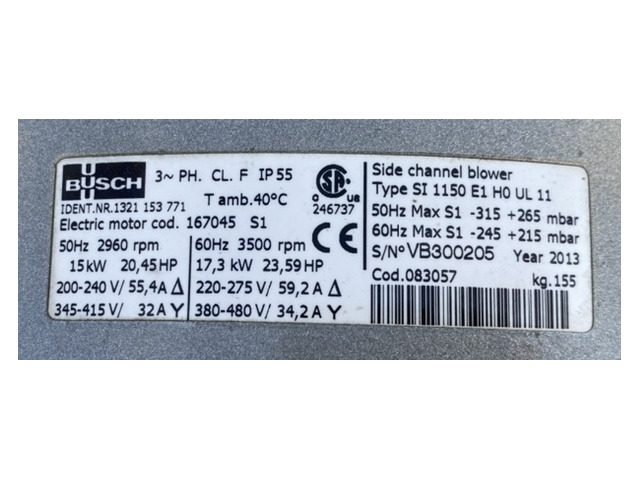 BUSCH
3~ PH. CL. F IP 55
IDENT.NR.1321 153 771
T amb.40°C
Electric motor cod. 167045 S1
50Hz 2960 rpm
15 kW 20,45 HP
200-240 V/ 55,4A Δ
345-415 V/ 32 A Y
60Hz 3500 rpm
17,3 kW 23,59 HP
220-275 V/ 59,2 A Δ
380-480 V/ 34,2 A Y
SA
C US
246737
CE
Side channel blower
Type SI 1150 E1 H0 UL 11
50Hz Max S1 -315 +265 mbar
60Hz Max S1 -245 +215 mbar
S/N° VB300205 Year 2013
Cod.083057 kg.155